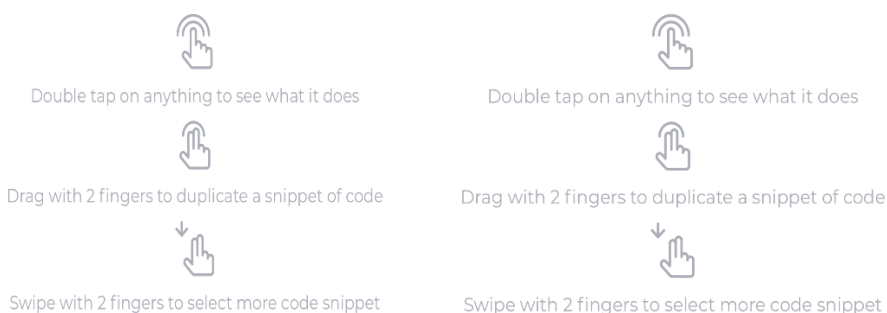 Double tap on anything to see what it does
Drag with 2 fingers to duplicate a snippet of code
Swipe with 2 fingers to select more code snippet
Double tap on anything to see what it does
Drag with 2 fingers to duplicate a snippet of code
Swipe with 2 fingers to select more code snippet